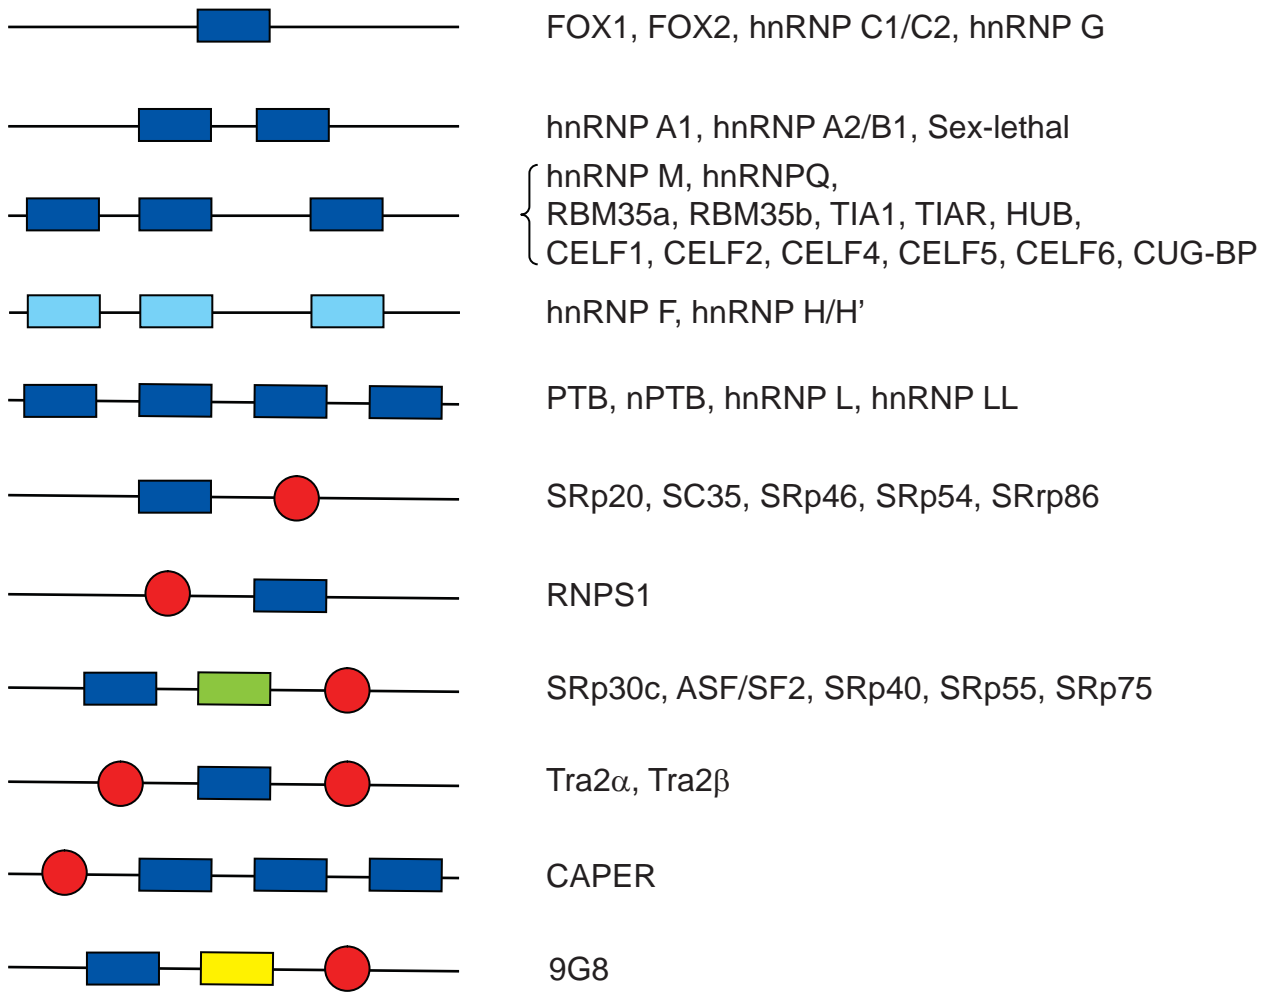 FOX1, FOX2, hnRNP C1/C2, hnRNP G
hnRNP A1, hnRNP A2/B1, Sex-lethal
hnRNP M, hnRNPQ,
RBM35a, RBM35b, TIA1, TIAR, HUB,
CELF1, CELF2, CELF4, CELF5, CELF6, CUG-BP
hnRNP F, hnRNP H/H’
PTB, nPTB, hnRNP L, hnRNP LL
SRp20, SC35, SRp46, SRp54, SRrp86
RNPS1
SRp30c, ASF/SF2, SRp40, SRp55, SRp75
Tra2α, Tra2β
CAPER
9G8